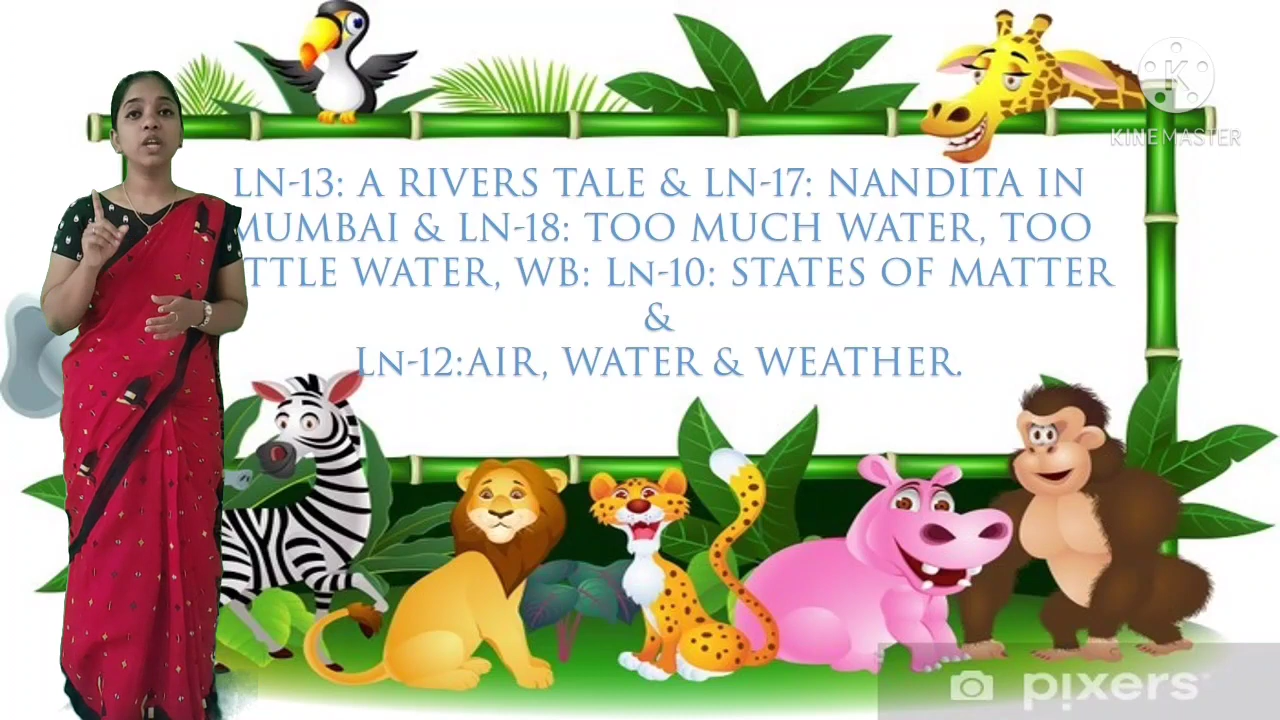 LN-13: A RIVERS TALE & LN-17: NANDITA IN
MUMBAI & LN-18: TOO MUCH WATER, TOO
WATER, WB: LN-10: STATES OF MATTER
&
LN-12:AIR, WATER & WEATHER.
K
KINEMASTER
pixers